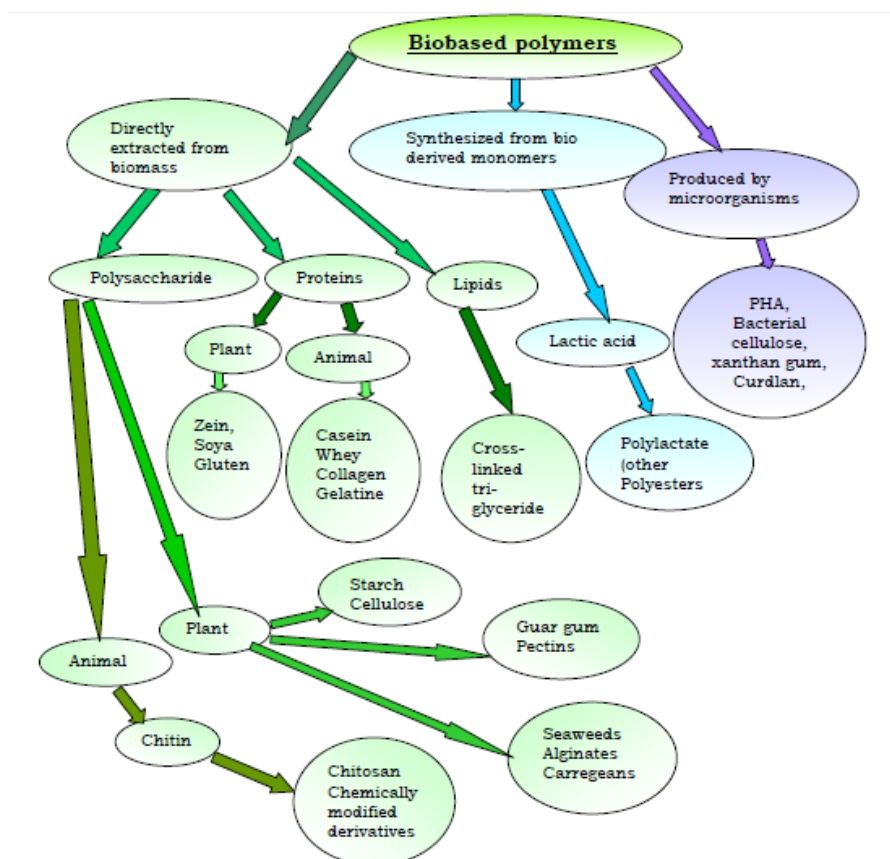 Biobased polymers
Directly
extracted from
biomass
Synthesized from bio
derived monomers
Produced by
microorganisms
Polysaccharide
Proteins
Lipids
PHA,
Bacterial
cellulose,
xanthan gum,
Curdlan,
Plant
Animal
Lactic acid
Zein,
Soya
Gluten
Casein
Whey
Collagen
Gelatine
Cross-
linked
tri-
glyceride
Polylactate
(other
Polyesters
Starch
Cellulose
Plant
Guar gum
Pectins
Animal
Chitin
Seaweeds
Alginates
Carregeans
Chitosan
Chemically
modified
derivatives